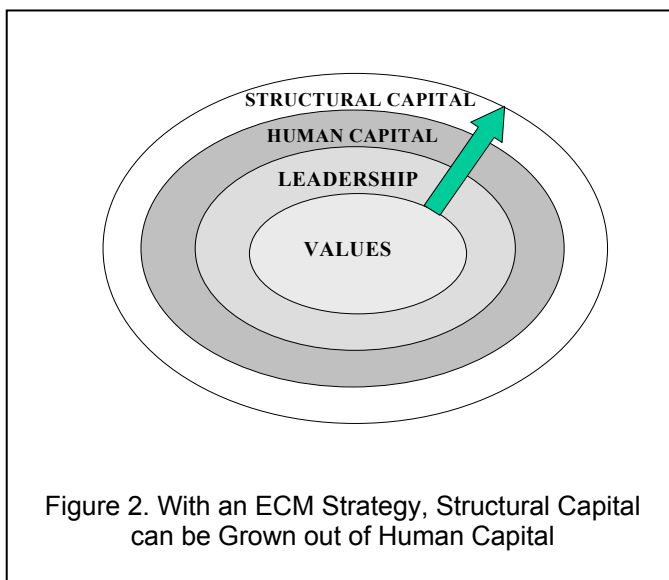 STRUCTURAL CAPITAL
HUMAN CAPITAL
LEADERSHIP
VALUES
Figure 2. With an ECM Strategy, Structural Capital
can be Grown out of Human Capital